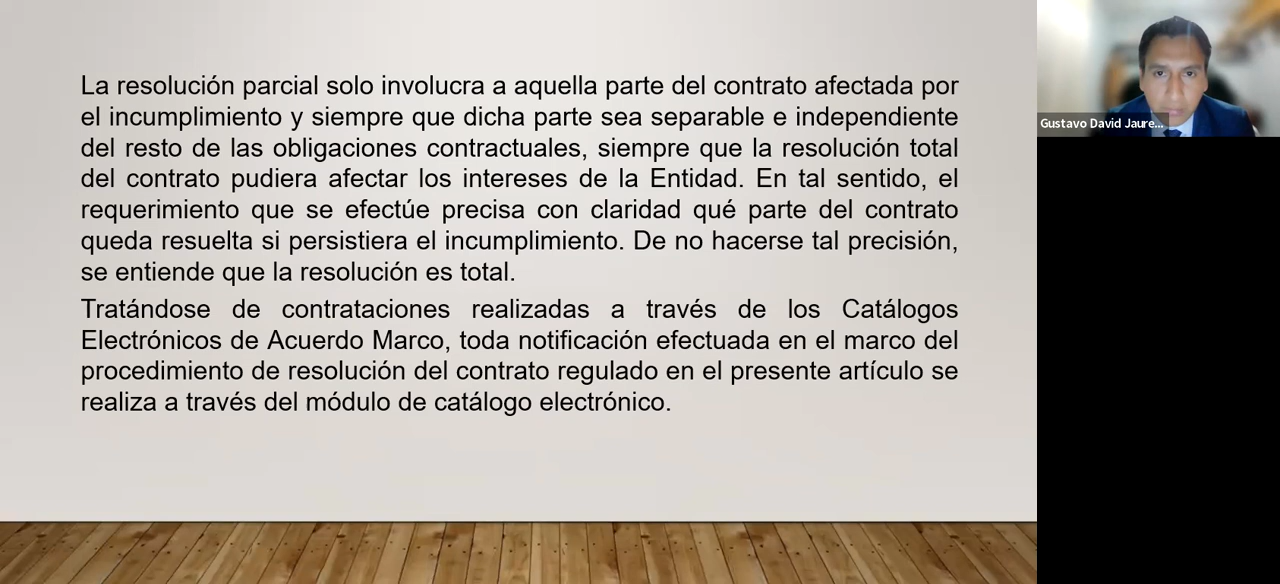 La resolución parcial solo involucra a aquella parte del contrato afectada por
el incumplimiento y siempre que dicha parte sea separable e independiente
del resto de las obligaciones contractuales, siempre que la resolución total
del contrato pudiera afectar los intereses de la Entidad. En tal sentido, el
requerimiento que se efectúe precisa con claridad qué parte del contrato
queda resuelta si persistiera el incumplimiento. De no hacerse tal precisión,
se entiende que la resolución es total.
Tratándose de contrataciones realizadas a través de los Catálogos
Electrónicos de Acuerdo Marco, toda notificación efectuada en el marco del
procedimiento de resolución del contrato regulado en el presente artículo se
realiza a través del módulo de catálogo electrónico.
Gustavo David Jaure...